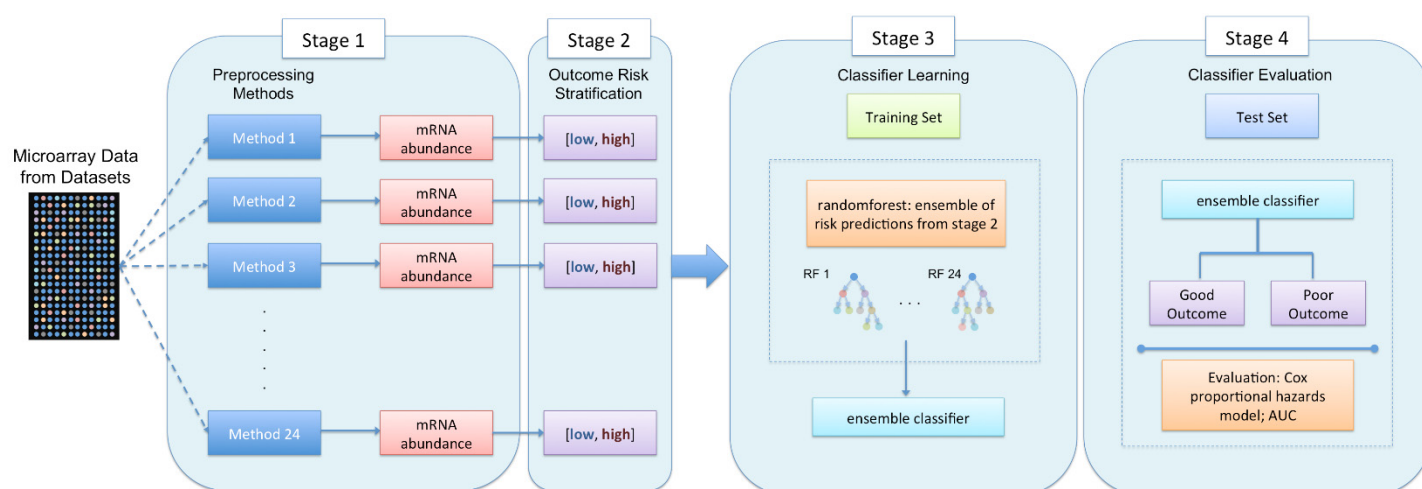 Microarray Data
from Datasets
Stage 1
Preprocessing
Methods
Method 1
mRNA
abundance
Method 2
mRNA
abundance
Method 3
mRNA
abundance
Method 24
mRNA
abundance
Stage 2
Outcome Risk
Stratification
[low, high]
[low, high]
[low, high]
[low, high]
Stage 3
Classifier Learning
Training Set
randomforest: ensemble of
risk predictions from stage 2
RF 1
. . .
RF 24
ensemble classifier
Stage 4
Classifier Evaluation
Test Set
ensemble classifier
Good
Outcome
Poor
Outcome
Evaluation: Cox
proportional hazards
model; AUC